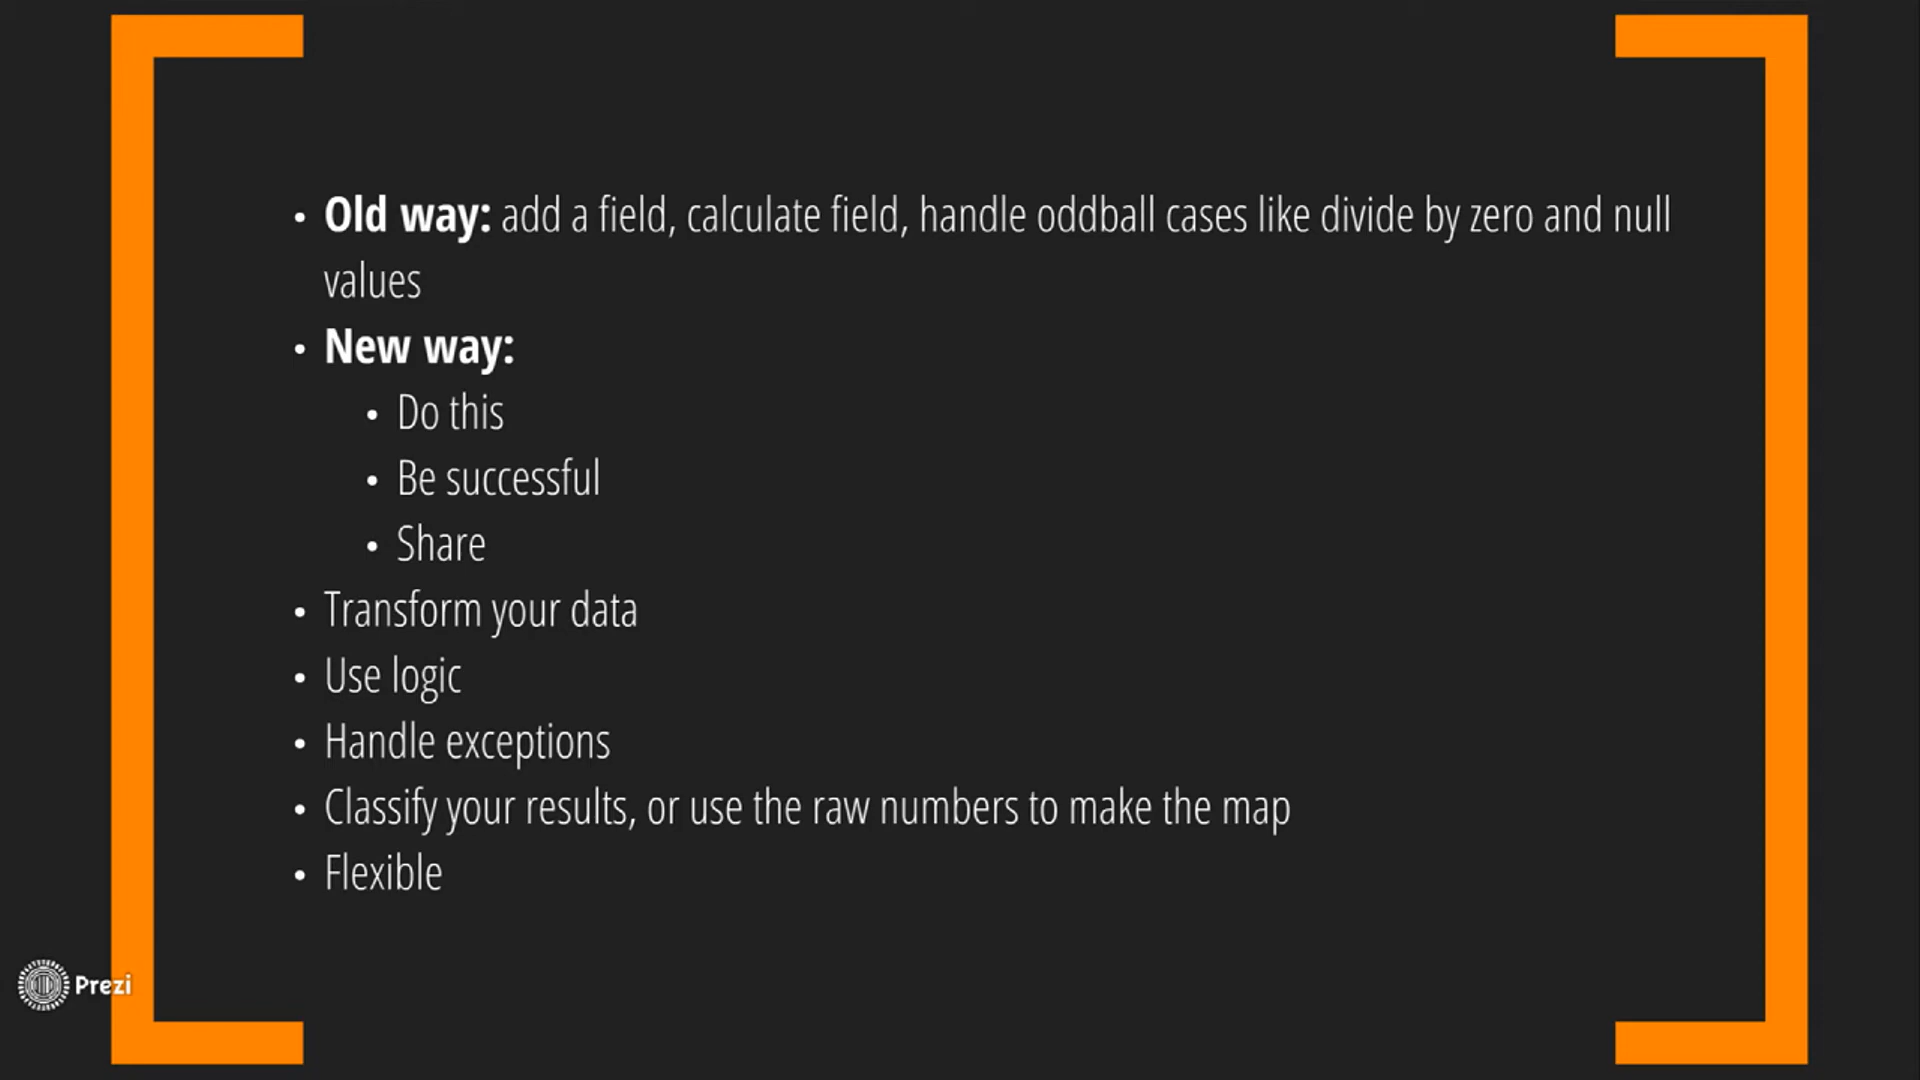 • Old way: add a field, calculate field, handle oddball cases like divide by zero and null
values
• New way:
• Do this
• Be successful
• Share
• Transform your data
• Use logic
• Handle exceptions
• Classify your results, or use the raw numbers to make the map
• Flexible
Prezi